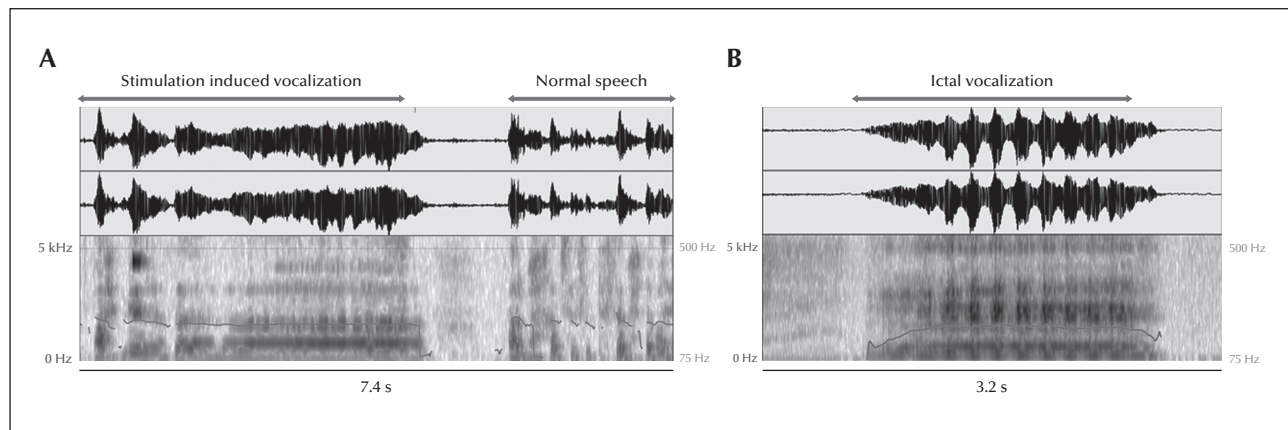 A
Stimulation induced vocalization
Normal speech
5 kHz
500 Hz
0 Hz
75 Hz
7.4 s
B
Ictal vocalization
5 kHz
500 Hz
0 Hz
75 Hz
3.2 s